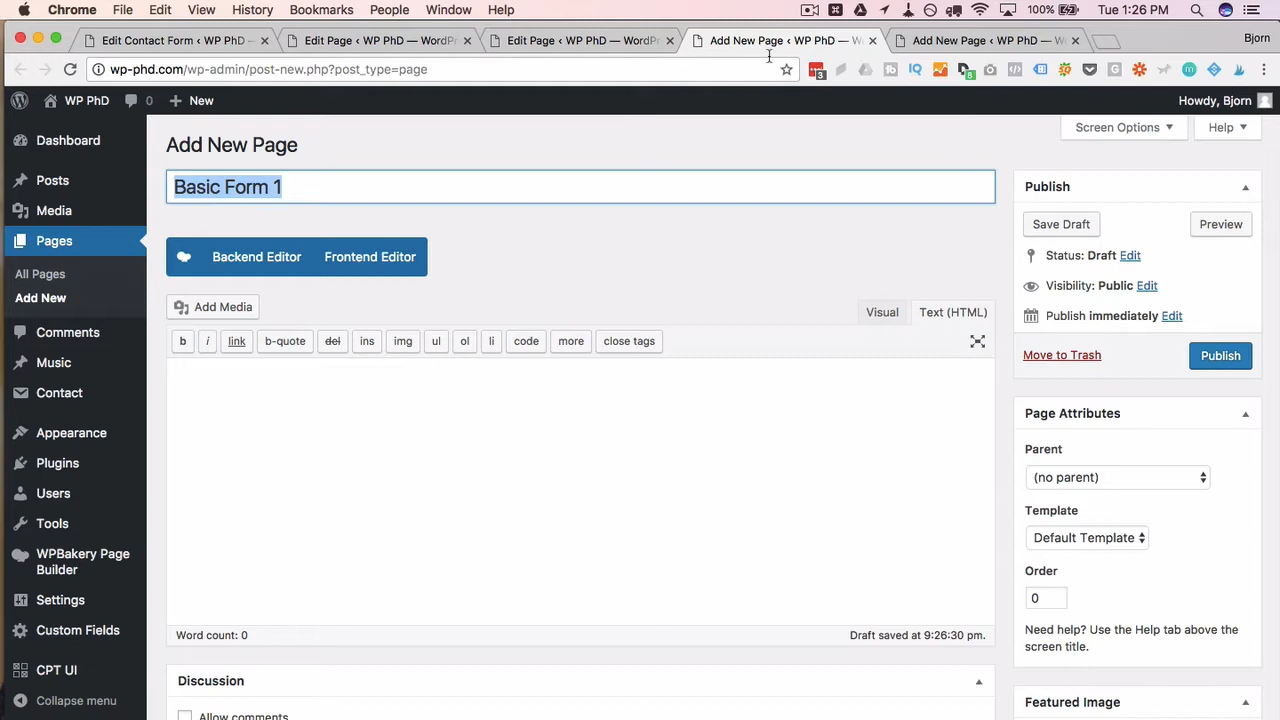 Chrome File Edit View History Bookmarks People Window Help 100% Tue 1:26 PM
Edit Contact Form ‹ WP PhD — Edit Page ‹ WP PhD — WordPr Edit Page ‹ WP PhD — WordPr Add New Page ‹ WP PhD — W Add New Page ‹ WP PhD — W Bjorn
wp-phd.com/wp-admin/post-new.php?post_type=page
WP PhD 0 New Howdy, Bjorn
Screen Options Help
Dashboard
Posts
Media
Pages
All Pages
Add New
Comments
Music
Contact
Appearance
Plugins
Users
Tools
WPBakery Page
Builder
Settings
Custom Fields
CPT UI
Collapse menu
Add New Page
Basic Form 1
Backend Editor Frontend Editor
Add Media Visual Text (HTML)
b i link b-quote del ins img ul ol li code more close tags
Word count: 0 Draft saved at 9:26:30 pm.
Discussion
Allow comments
Publish
Save Draft Preview
Status: Draft Edit
Visibility: Public Edit
Publish immediately Edit
Move to Trash Publish
Page Attributes
Parent
(no parent)
Template
Default Template
Order
0
Need help? Use the Help tab above the
screen title.
Featured Image